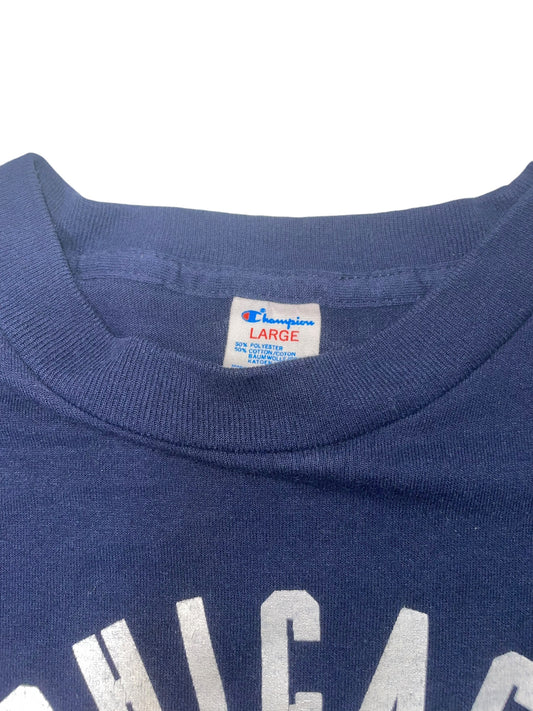 Champion
LARGE
50% POLYESTER
50% COTTON/COTON
CHICAG